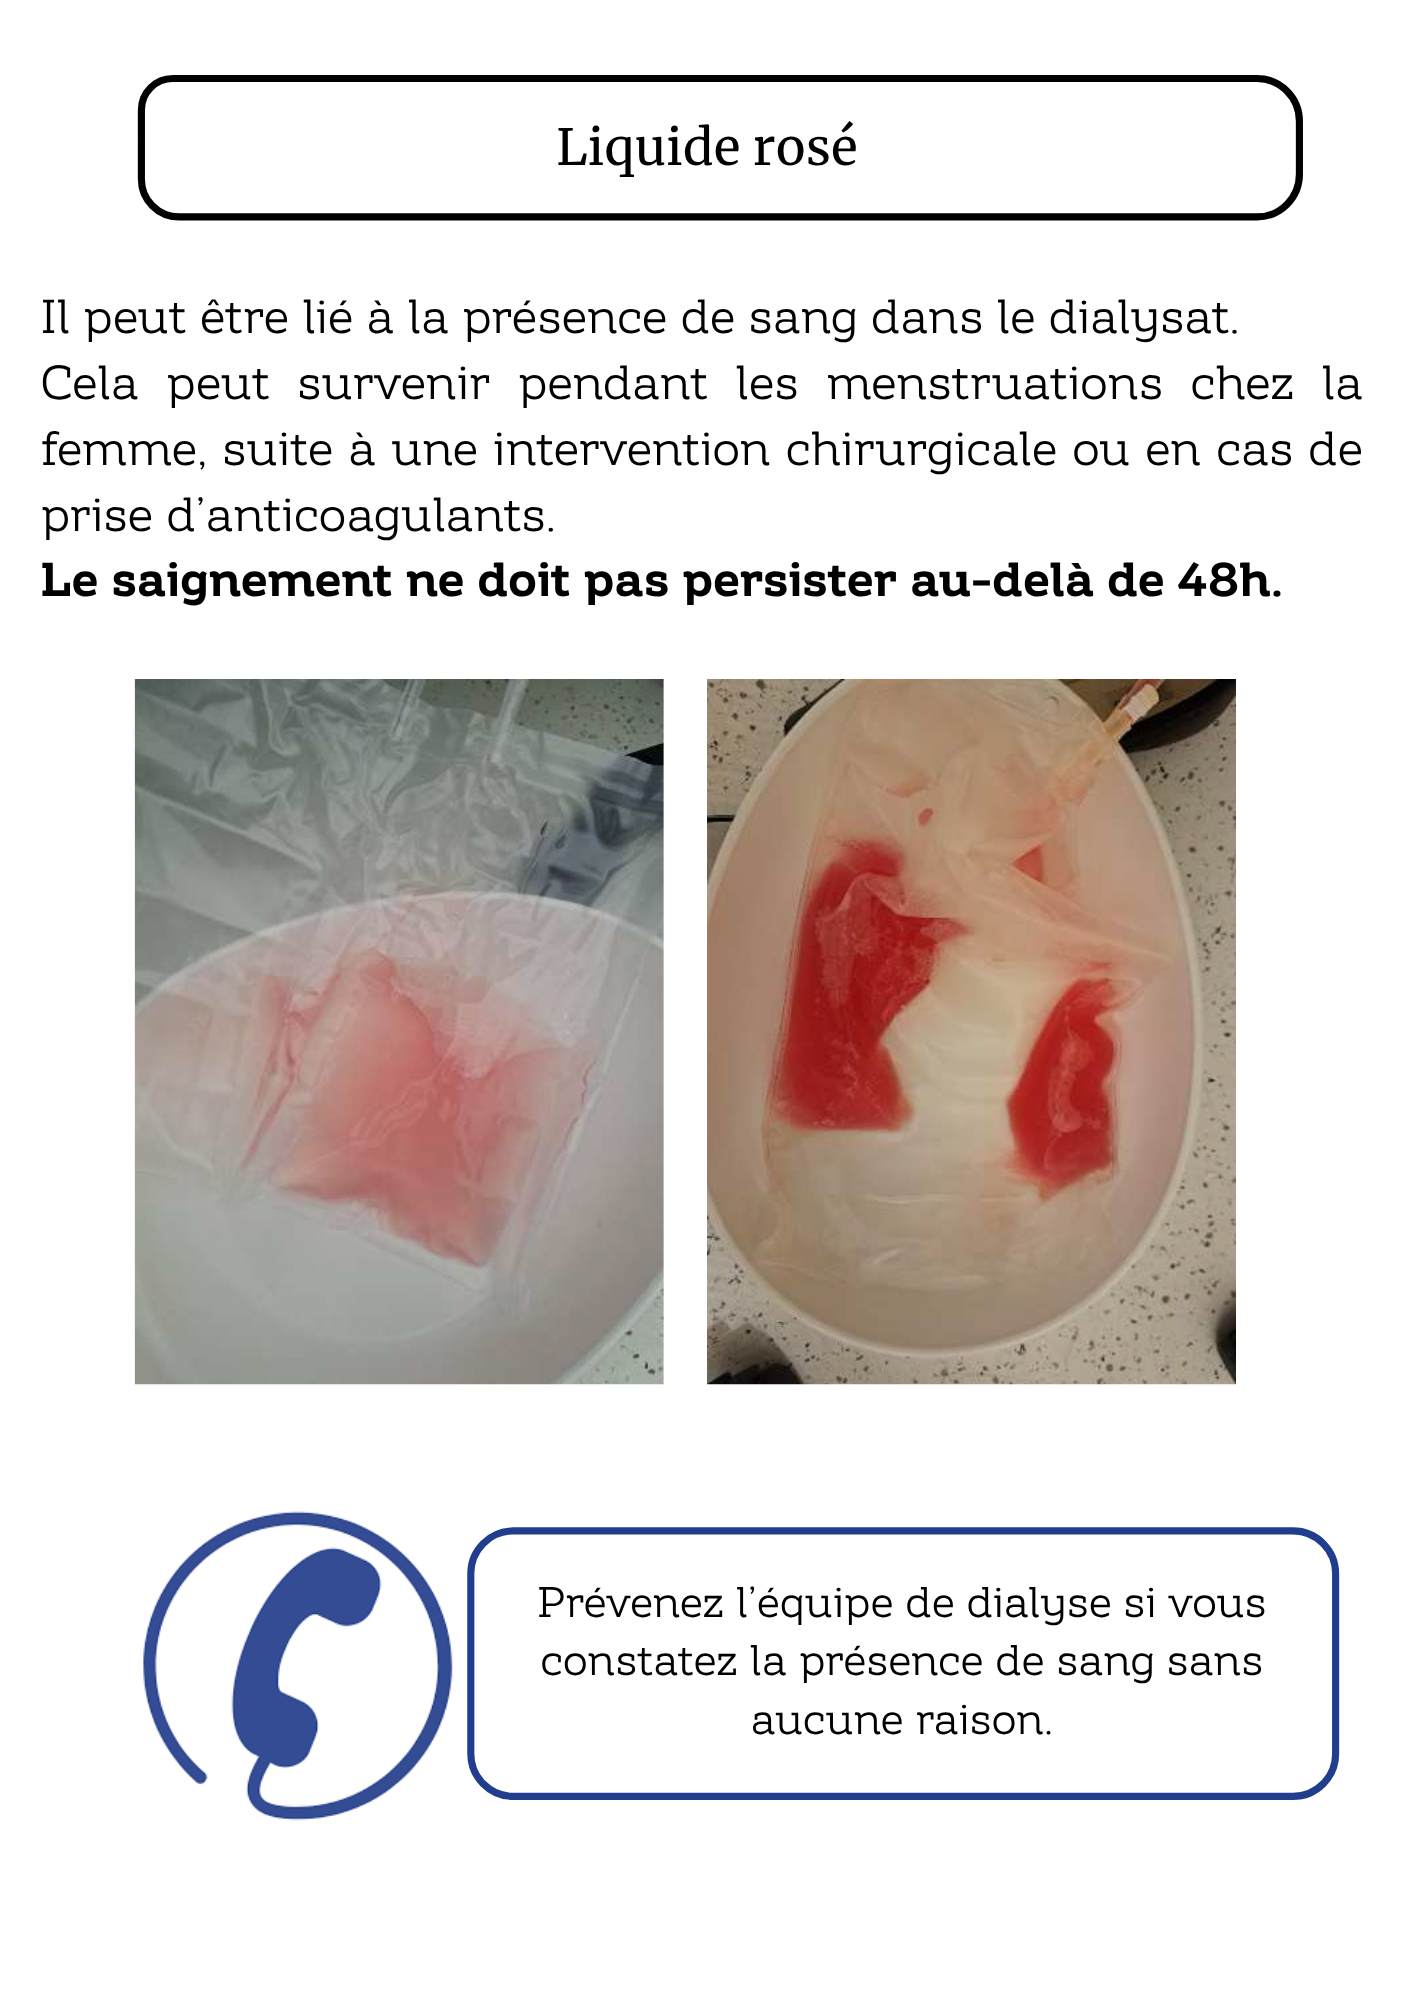 Liquide rosé
Il peut être lié à la présence de sang dans le dialysat.
Cela peut survenir pendant les menstruations chez la
femme, suite à une intervention chirurgicale ou en cas de
prise d’anticoagulants.
Le saignement ne doit pas persister au-delà de 48h.
Prévenez l’équipe de dialyse si vous
constatez la présence de sang sans
aucune raison.